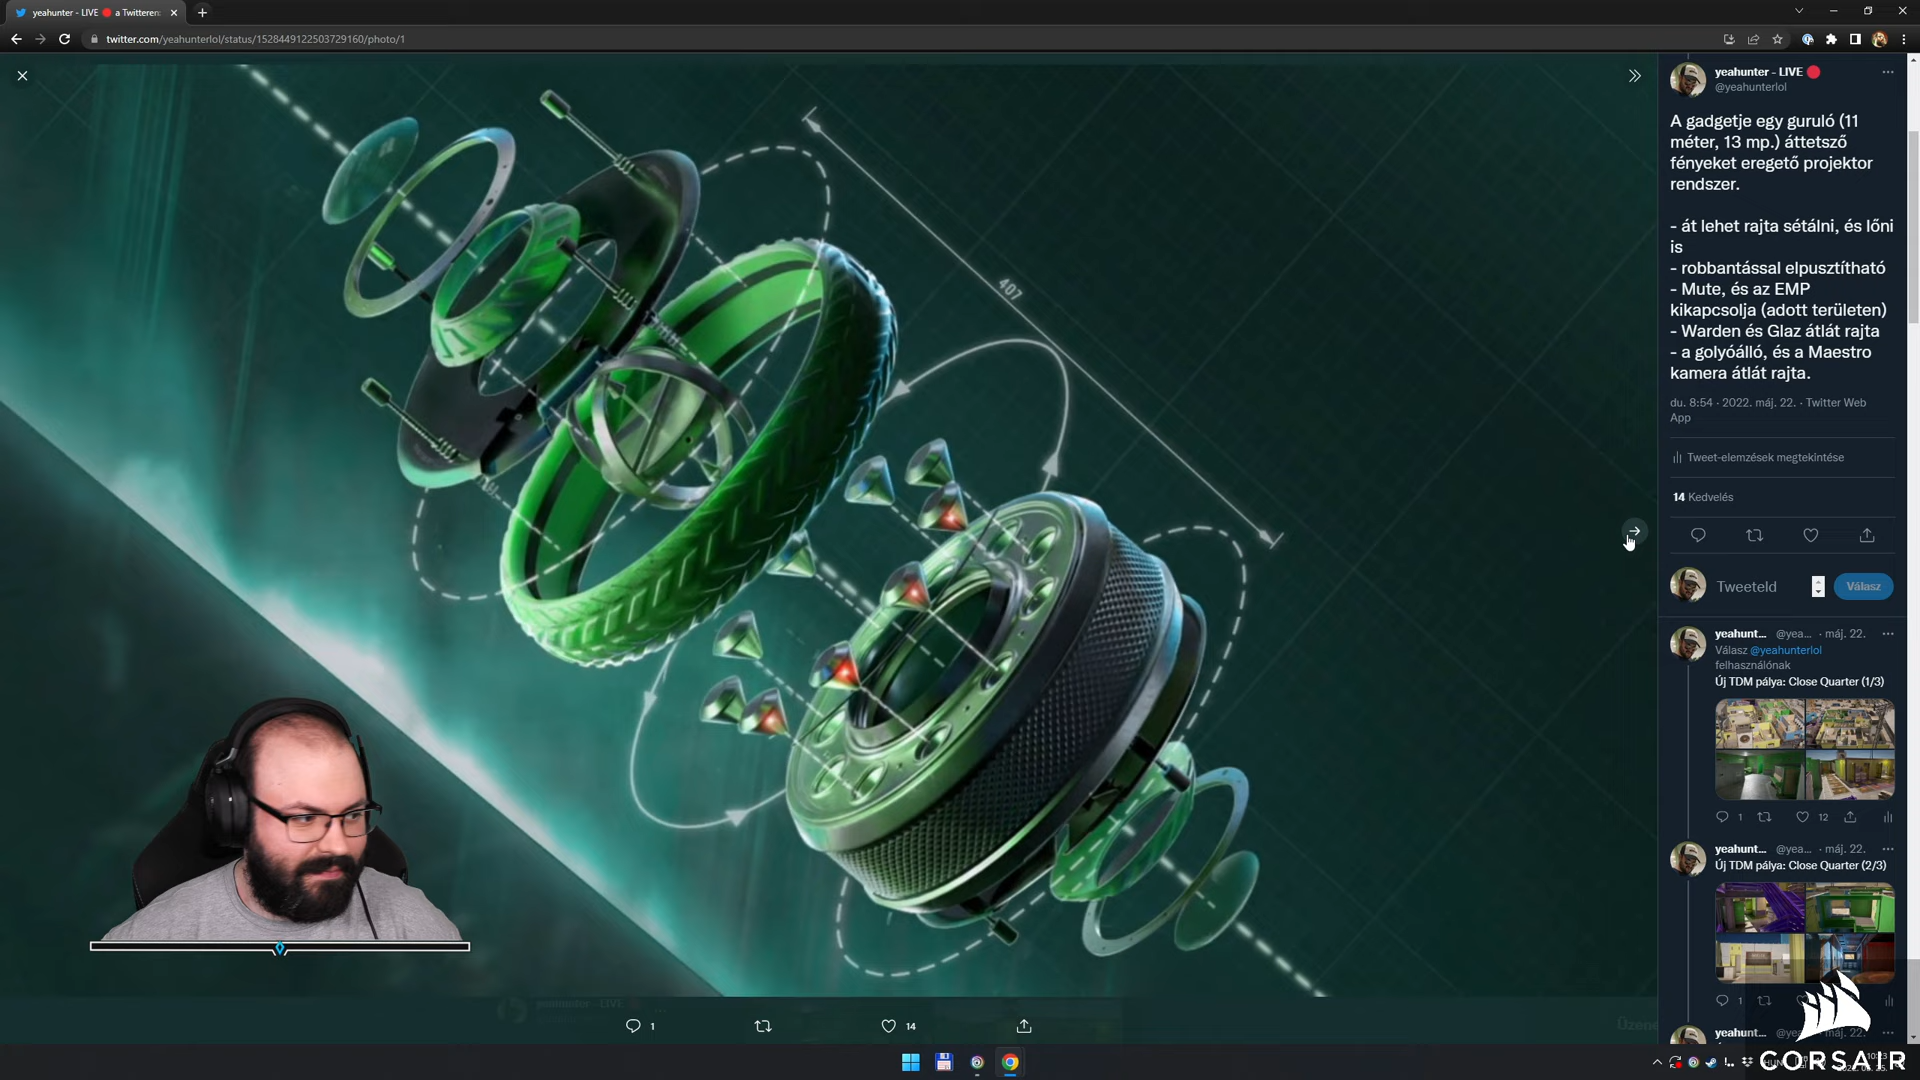 yeahunter - LIVE 🔴 a Twitteren:
twitter.com/yeahunterlol/status/1528449122503729160/photo/1
407
yeahunter - LIVE 🔴
@yeahunterlol
A gadgetje egy guruló (11
méter, 13 mp.) áttetsző
fényeket eregető projektor
rendszer.
- át lehet rajta sétálni, és lőni
is
- robbantással elpusztítható
- Mute, és az EMP
kikapcsolja (adott területen)
- Warden és Glaz átlát rajta
- a golyóálló, és a Maestro
kamera átlát rajta.
du. 8:54 · 2022. máj. 22. · Twitter Web
App
Tweet-elemzések megtekintése
14 Kedvelés
Tweeteld
Válasz
yeahunt... @yea... · máj. 22.
Válasz @yeahunterlol
felhasználónak
Új TDM pálya: Close Quarter (1/3)
1 12
yeahunt... @yea... · máj. 22.
Új TDM pálya: Close Quarter (2/3)
1
yeahunt... @yea... máj. 22.
1 14
CORSAIR